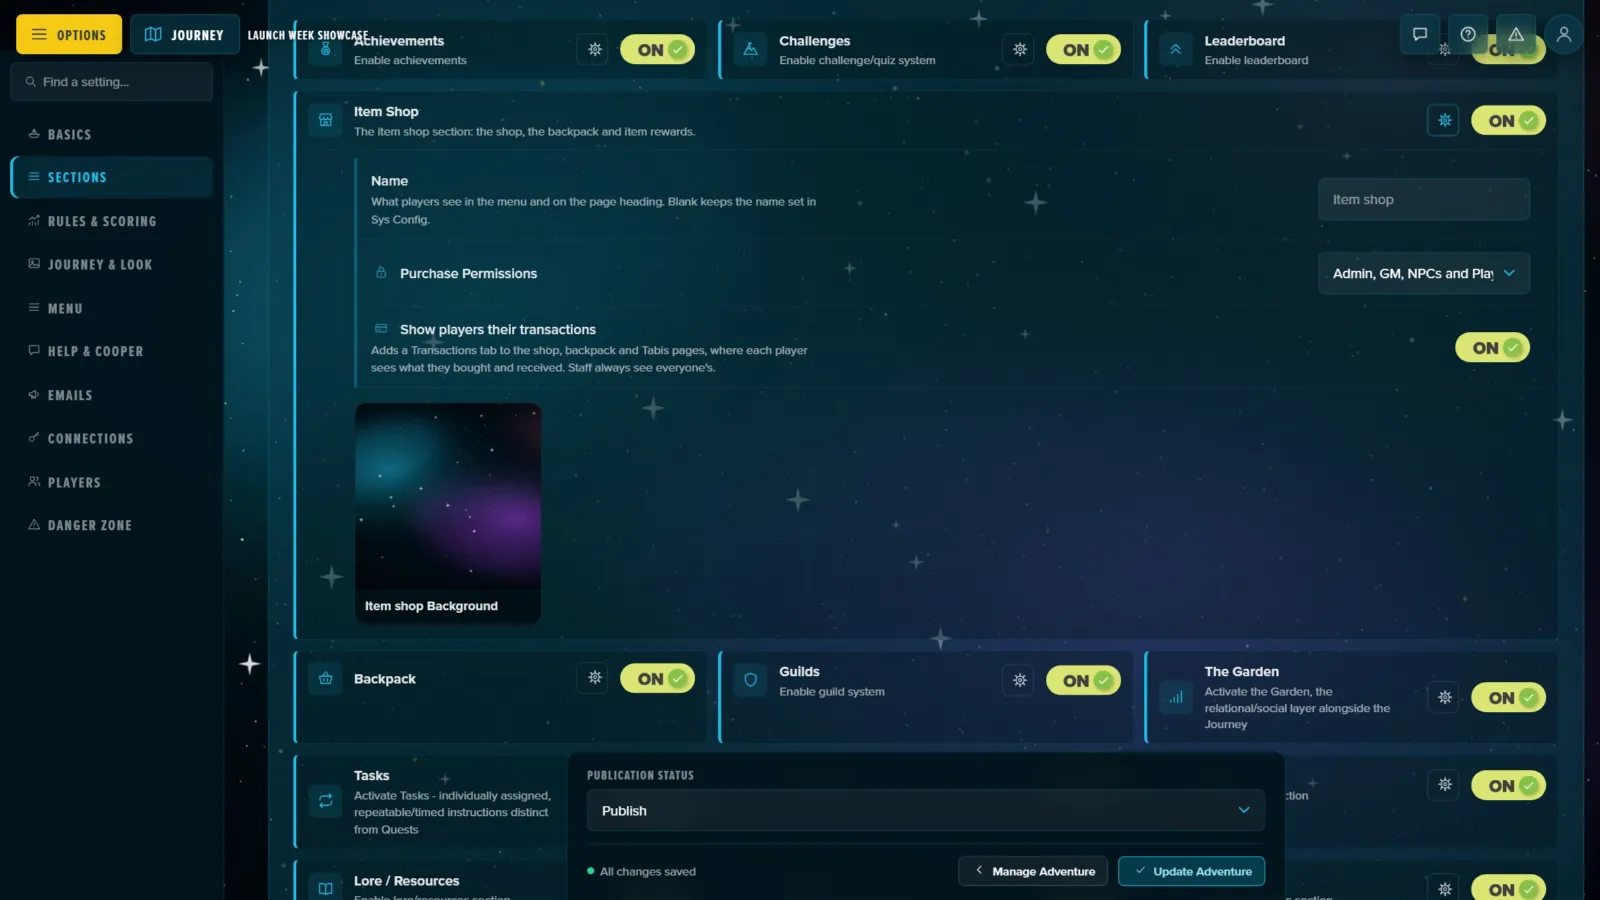 OPTIONS
JOURNEY
LAUNCH WEEK SHOWCASE
Find a setting...
BASICS
SECTIONS
RULES & SCORING
JOURNEY & LOOK
MENU
HELP & COOPER
EMAILS
CONNECTIONS
PLAYERS
DANGER ZONE
Achievements
Enable achievements
ON
Challenges
Enable challenge/quiz system
ON
Leaderboard
Enable leaderboard
ON
Item Shop
The item shop section: the shop, the backpack and item rewards.
ON
Name
What players see in the menu and on the page heading. Blank keeps the name set in
Sys Config.
Item shop
Purchase Permissions
Admin, GM, NPCs and Play
Show players their transactions
Adds a Transactions tab to the shop, backpack and Tabis pages, where each player
sees what they bought and received. Staff always see everyone's.
ON
Item shop Background
Backpack
ON
Guilds
Enable guild system
ON
The Garden
Activate the Garden, the
relational/social layer alongside the
Journey
ON
Tasks
Activate Tasks - individually assigned,
repeatable/timed instructions distinct
from Quests
ction
ON
Lore / Resources
Enable lore/resources section
section
ON
PUBLICATION STATUS
Publish
All changes saved
Manage Adventure
Update Adventure